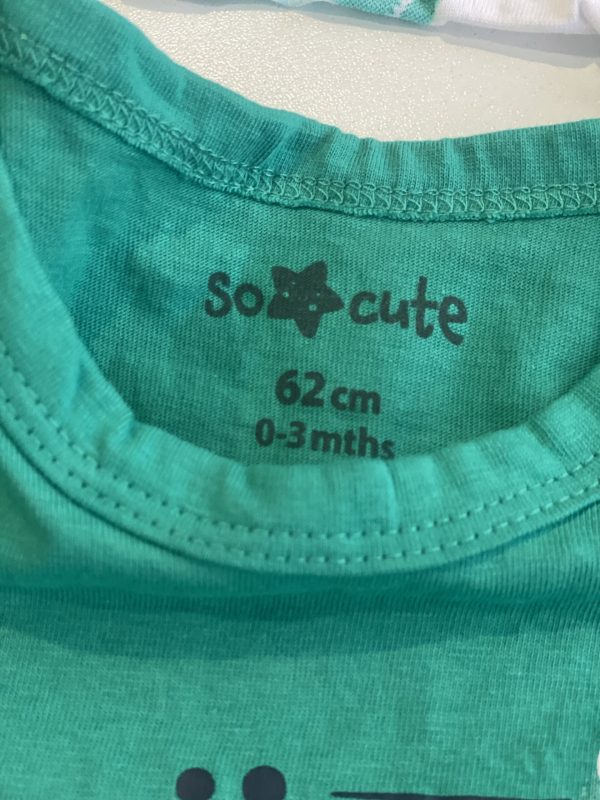 so cute
62 cm
0-3 mths